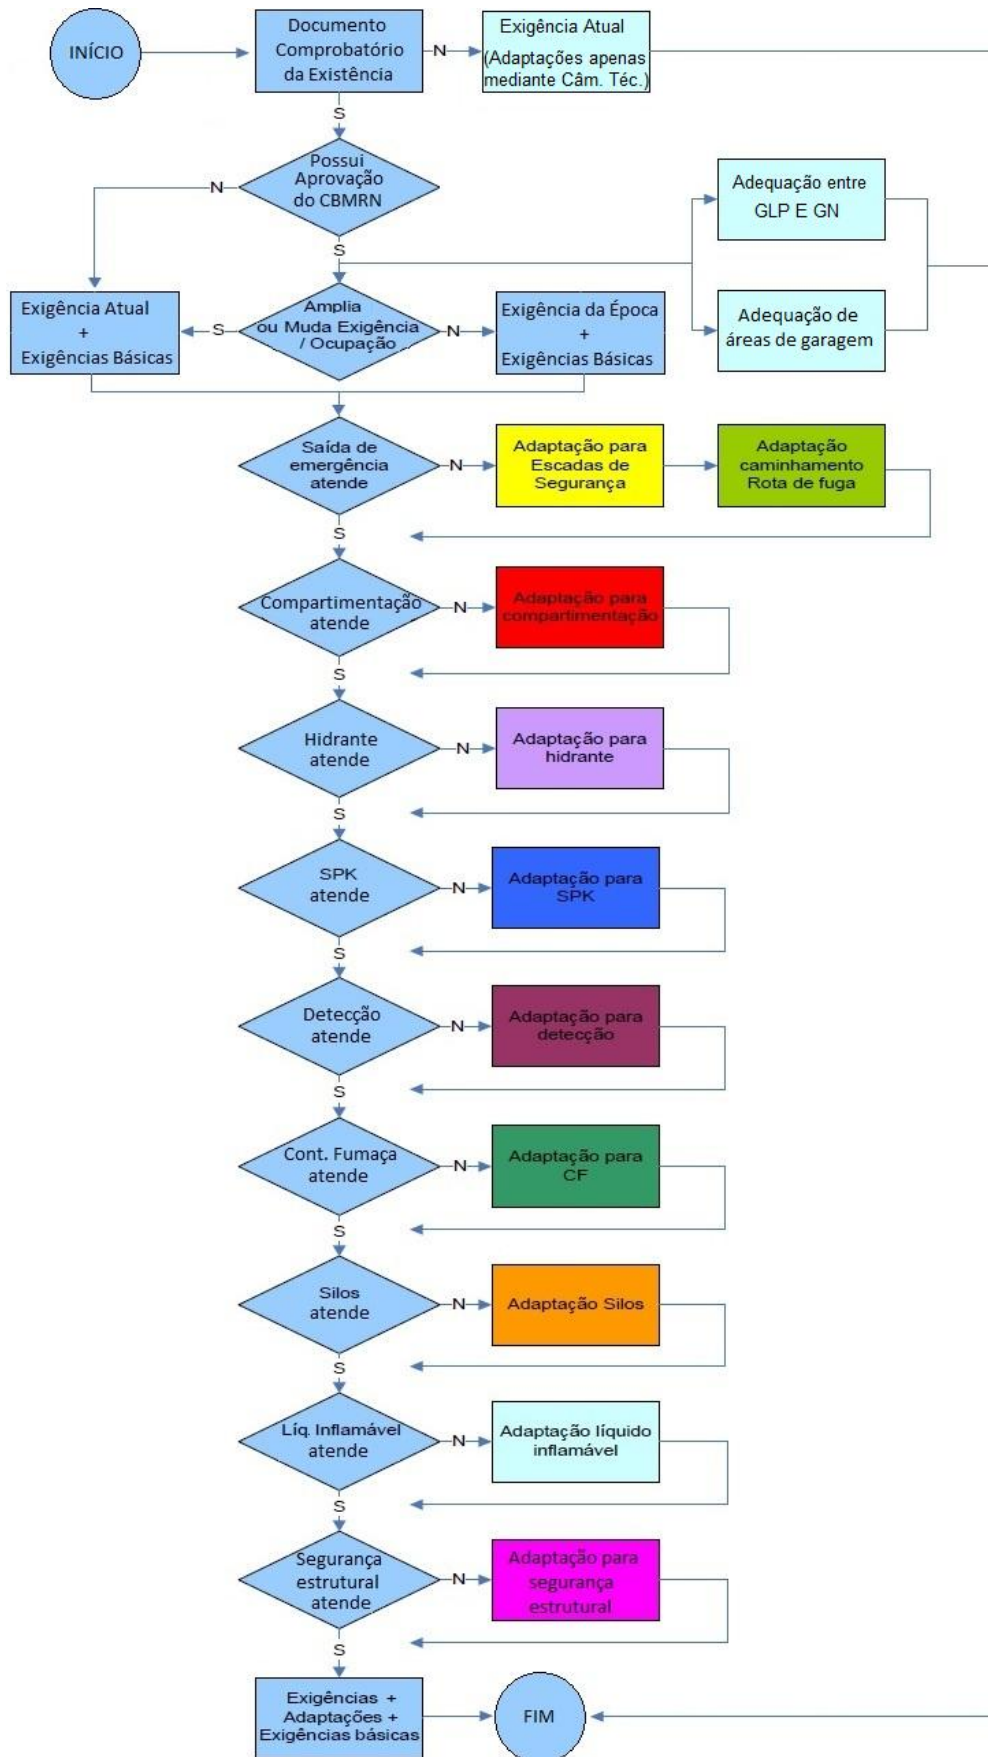 INÍCIO
Documento
Comprobatório
da Existência
N
Exigência Atual
(Adaptações apenas
mediante Câm. Téc.)
S
Possui
Aprovação
do CBMRN
N
S
Adequação entre
GLP E GN
Exigência Atual
+
Exigências Básicas
S
Amplia
ou Muda Exigência
/ Ocupação
N
Exigência da Época
+
Exigências Básicas
Adequação de
áreas de garagem
Saída de
emergência
atende
N
Adaptação para
Escadas de
Segurança
Adaptação
caminhamento
Rota de fuga
S
Compartimentação
atende
N
Adaptação para
compartimentação
S
Hidrante
atende
N
Adaptação para
hidrante
S
SPK
atende
N
Adaptação para
SPK
S
Detecção
atende
N
Adaptação para
detecção
S
Cont. Fumaça
atende
N
Adaptação para
CF
S
Silos
atende
N
Adaptação Silos
S
Líq. Inflamável
atende
N
Adaptação líquido
inflamável
S
Segurança
estrutural
atende
N
Adaptação para
segurança
estrutural
S
Exigências +
Adaptações +
Exigências básicas
FIM